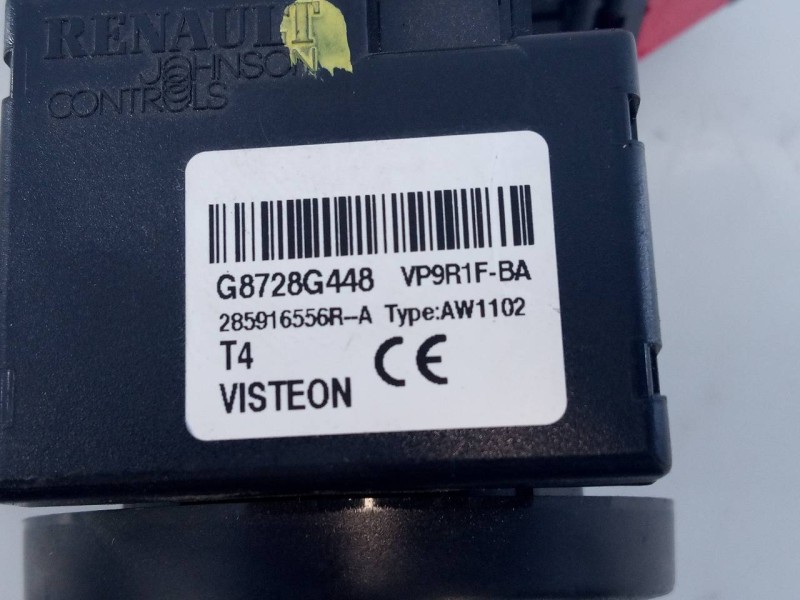 RENAULT
JOHNSON
CONTROLS
G8728G448 VP9R1F-BA
285916556R--A Type:AW1102
T4 CE
VISTEON